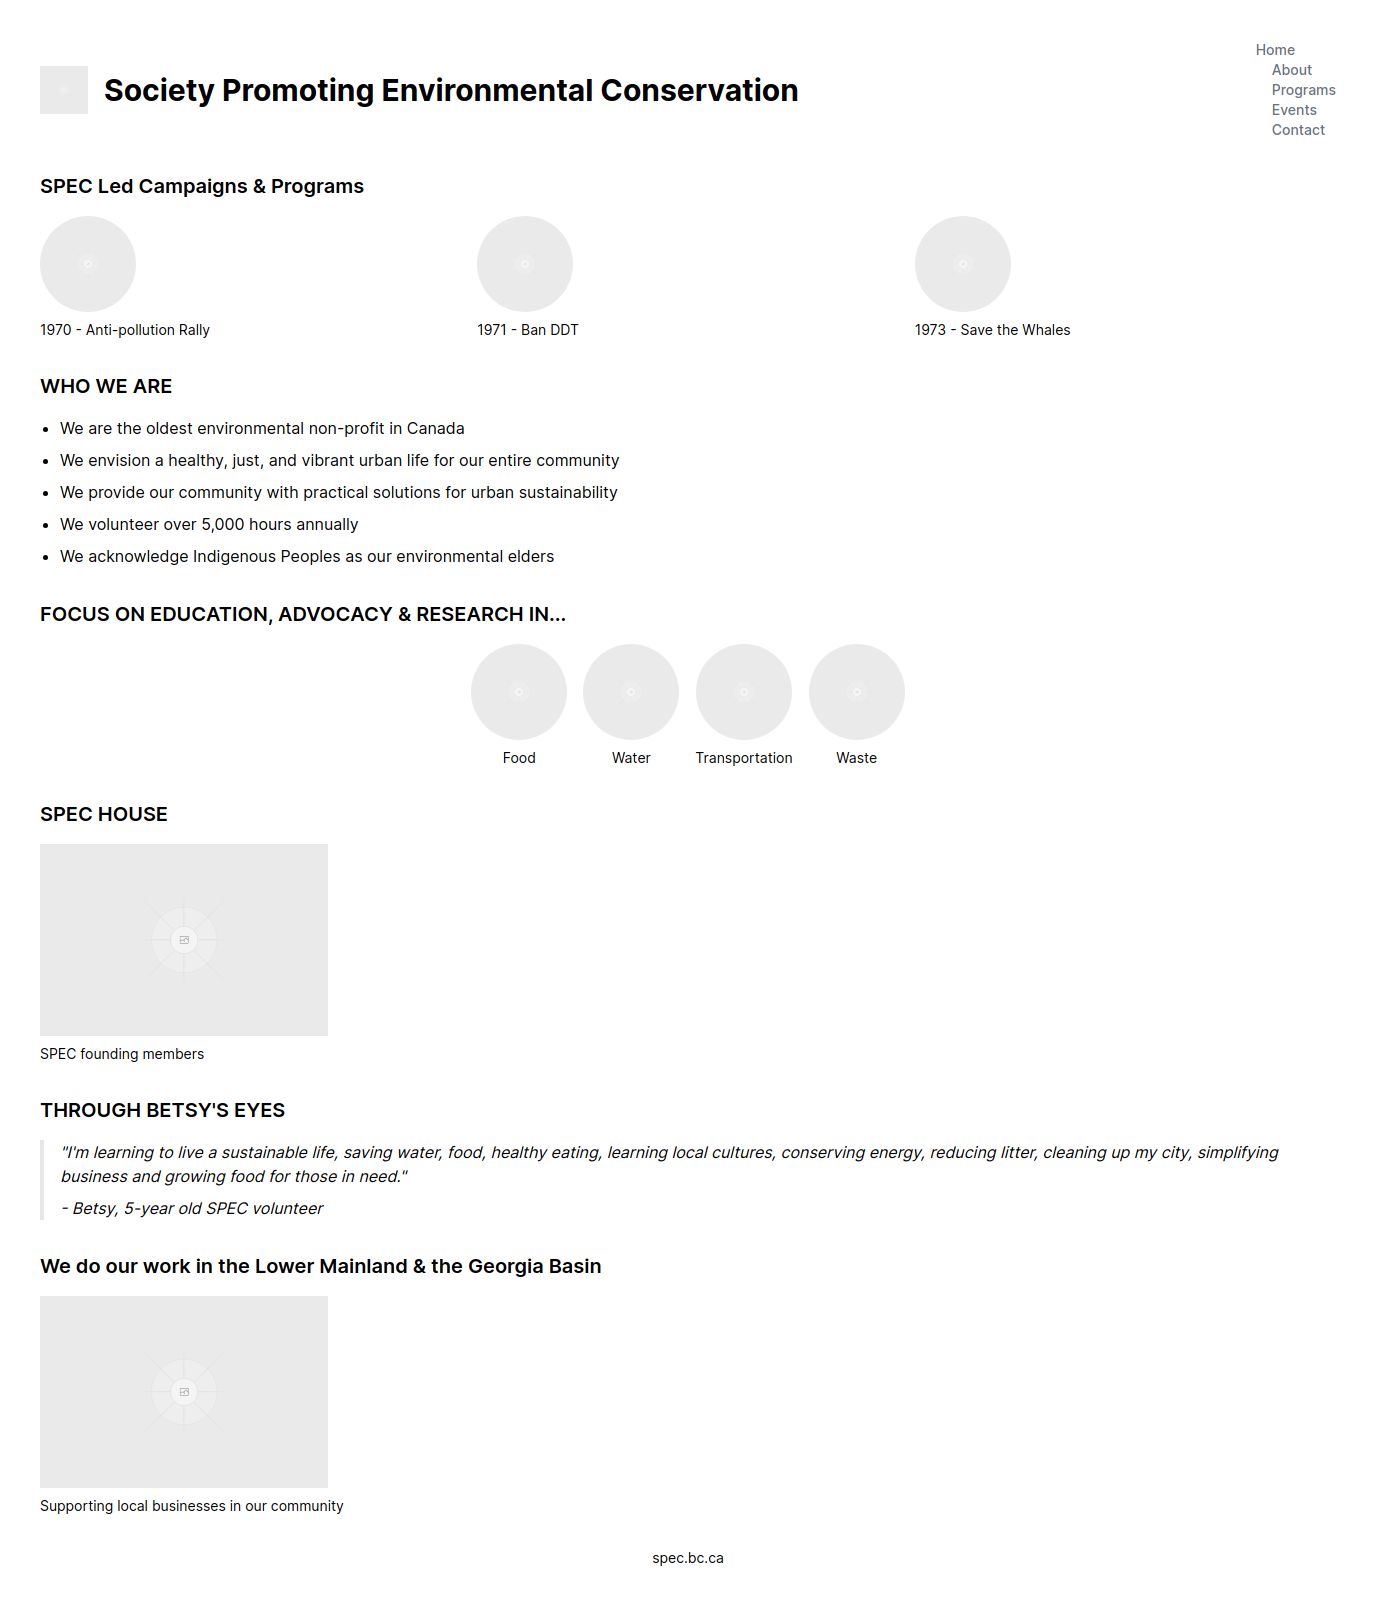 Society Promoting Environmental Conservation
Home
About
Programs
Events
Contact
SPEC Led Campaigns & Programs
1970 - Anti-pollution Rally
1971 - Ban DDT
1973 - Save the Whales
WHO WE ARE
We are the oldest environmental non-profit in Canada
We envision a healthy, just, and vibrant urban life for our entire community
We provide our community with practical solutions for urban sustainability
We volunteer over 5,000 hours annually
We acknowledge Indigenous Peoples as our environmental elders
FOCUS ON EDUCATION, ADVOCACY & RESEARCH IN...
Food
Water
Transportation
Waste
SPEC HOUSE
SPEC founding members
THROUGH BETSY'S EYES
"I'm learning to live a sustainable life, saving water, food, healthy eating, learning local cultures, conserving energy, reducing litter, cleaning up my city, simplifying
business and growing food for those in need."
- Betsy, 5-year old SPEC volunteer
We do our work in the Lower Mainland & the Georgia Basin
Supporting local businesses in our community
spec.bc.ca